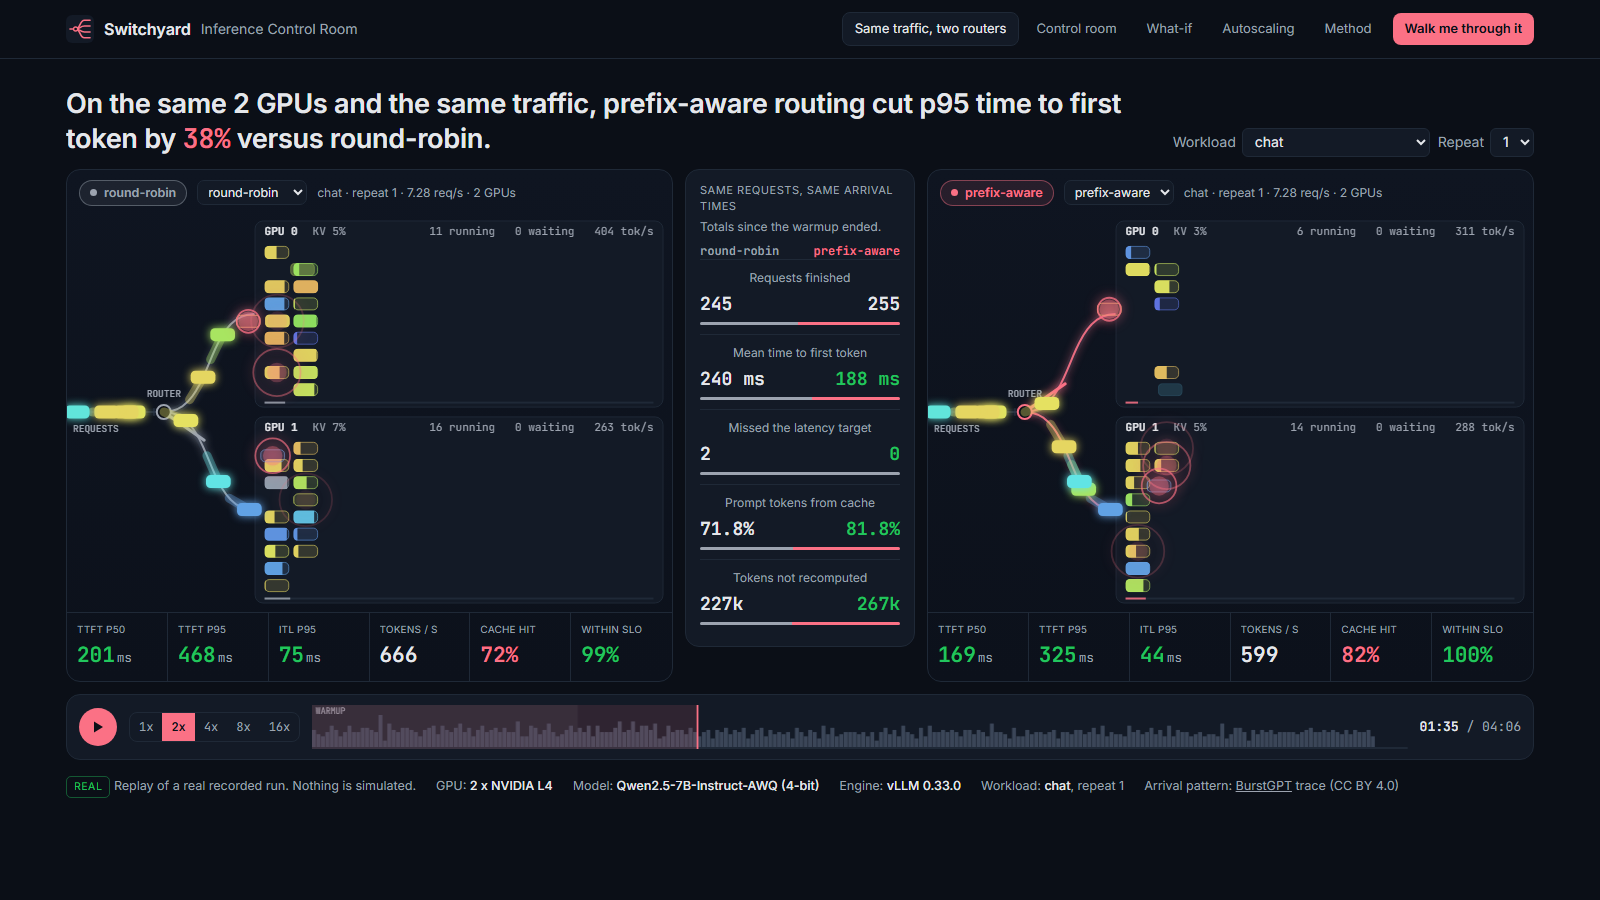 Switchyard Inference Control Room
Same traffic, two routers
Control room
What-if
Autoscaling
Method
Walk me through it
On the same 2 GPUs and the same traffic, prefix-aware routing cut p95 time to first
token by 38% versus round-robin.
Workload chat Repeat 1
round-robin round-robin chat · repeat 1 · 7.28 req/s · 2 GPUs
GPU 0 KV 5% 11 running 0 waiting 404 tok/s
ROUTER
REQUESTS
GPU 1 KV 7% 16 running 0 waiting 263 tok/s
TTFT P50
201 ms
TTFT P95
468 ms
ITL P95
75 ms
TOKENS / S
666
CACHE HIT
72%
WITHIN SLO
99%
SAME REQUESTS, SAME ARRIVAL
TIMES
Totals since the warmup ended.
round-robin prefix-aware
Requests finished
245 255
Mean time to first token
240 ms 188 ms
Missed the latency target
2 0
Prompt tokens from cache
71.8% 81.8%
Tokens not recomputed
227k 267k
prefix-aware prefix-aware chat · repeat 1 · 7.28 req/s · 2 GPUs
GPU 0 KV 3% 6 running 0 waiting 311 tok/s
ROUTER
REQUESTS
GPU 1 KV 5% 14 running 0 waiting 288 tok/s
TTFT P50
169 ms
TTFT P95
325 ms
ITL P95
44 ms
TOKENS / S
599
CACHE HIT
82%
WITHIN SLO
100%
1x 2x 4x 8x 16x
WARMUP
01:35 / 04:06
REAL Replay of a real recorded run. Nothing is simulated. GPU: 2 x NVIDIA L4 Model: Qwen2.5-7B-Instruct-AWQ (4-bit) Engine: vLLM 0.33.0 Workload: chat, repeat 1 Arrival pattern: BurstGPT trace (CC BY 4.0)